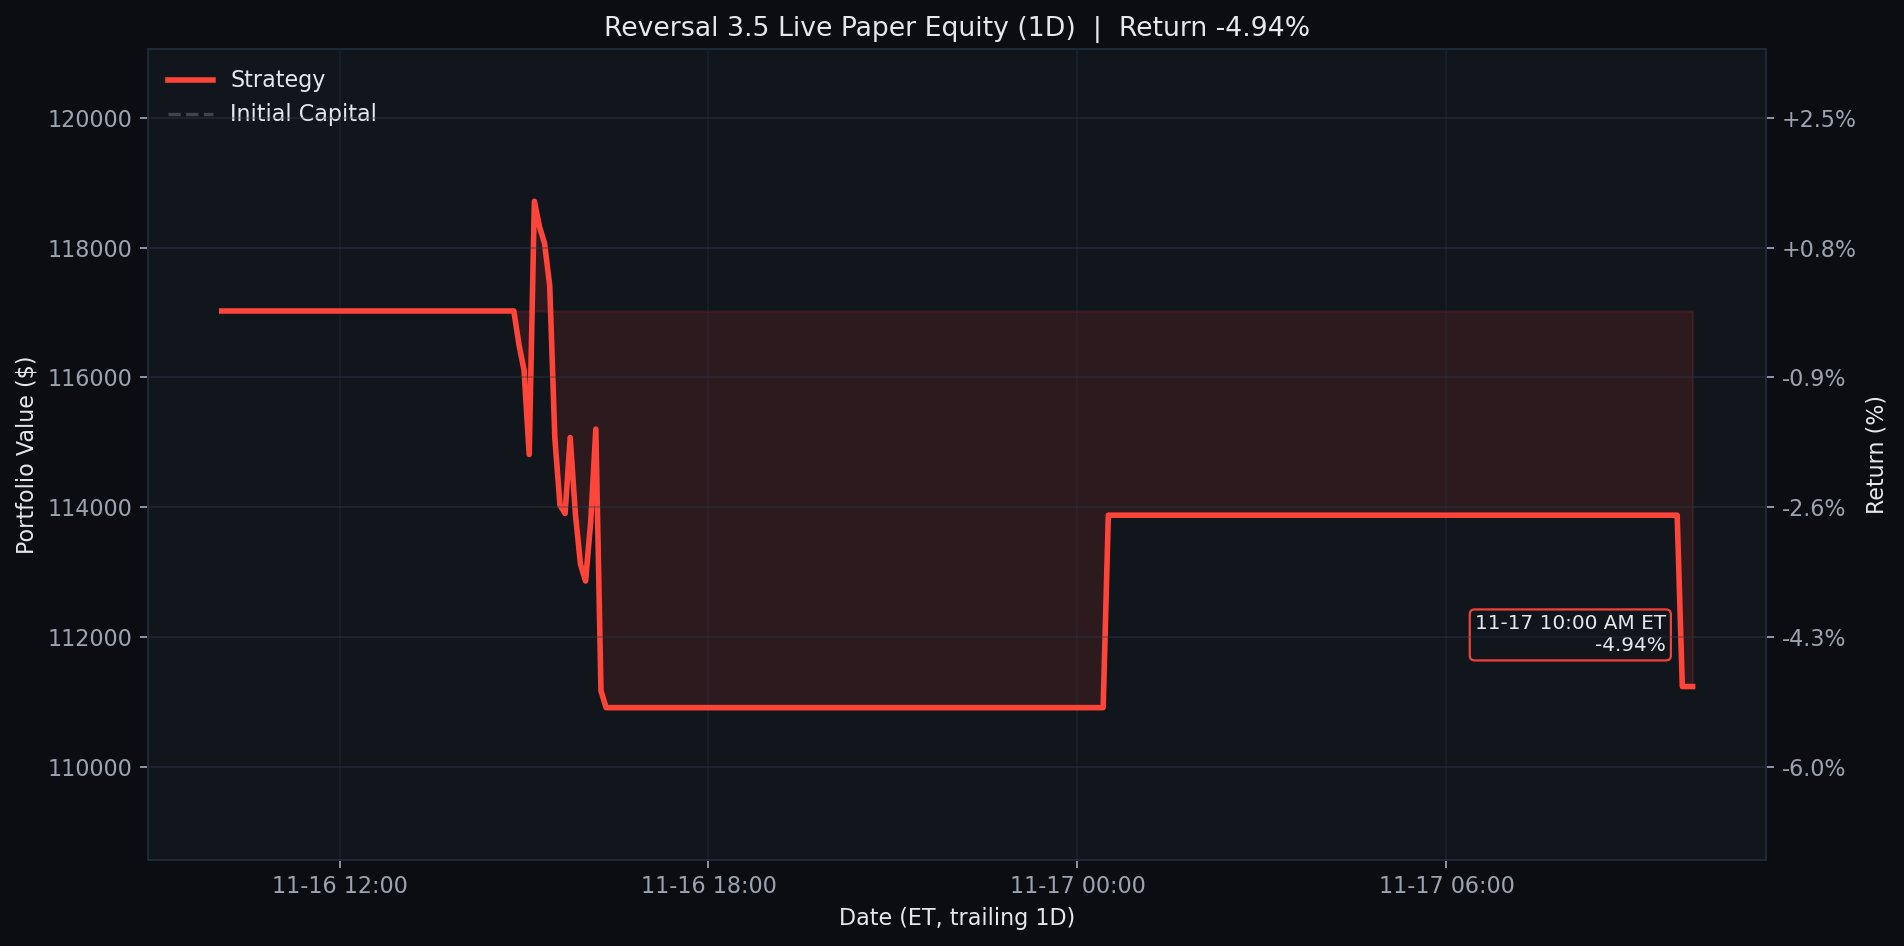 Reversal 3.5 Live Paper Equity (1D) | Return -4.94%
Strategy
Initial Capital
120000
118000
116000
114000
112000
110000
Portfolio Value ($)
+2.5%
+0.8%
-0.9%
-2.6%
-4.3%
-6.0%
Return (%)
11-17 10:00 AM ET
-4.94%
11-16 12:00
11-16 18:00
11-17 00:00
11-17 06:00
Date (ET, trailing 1D)